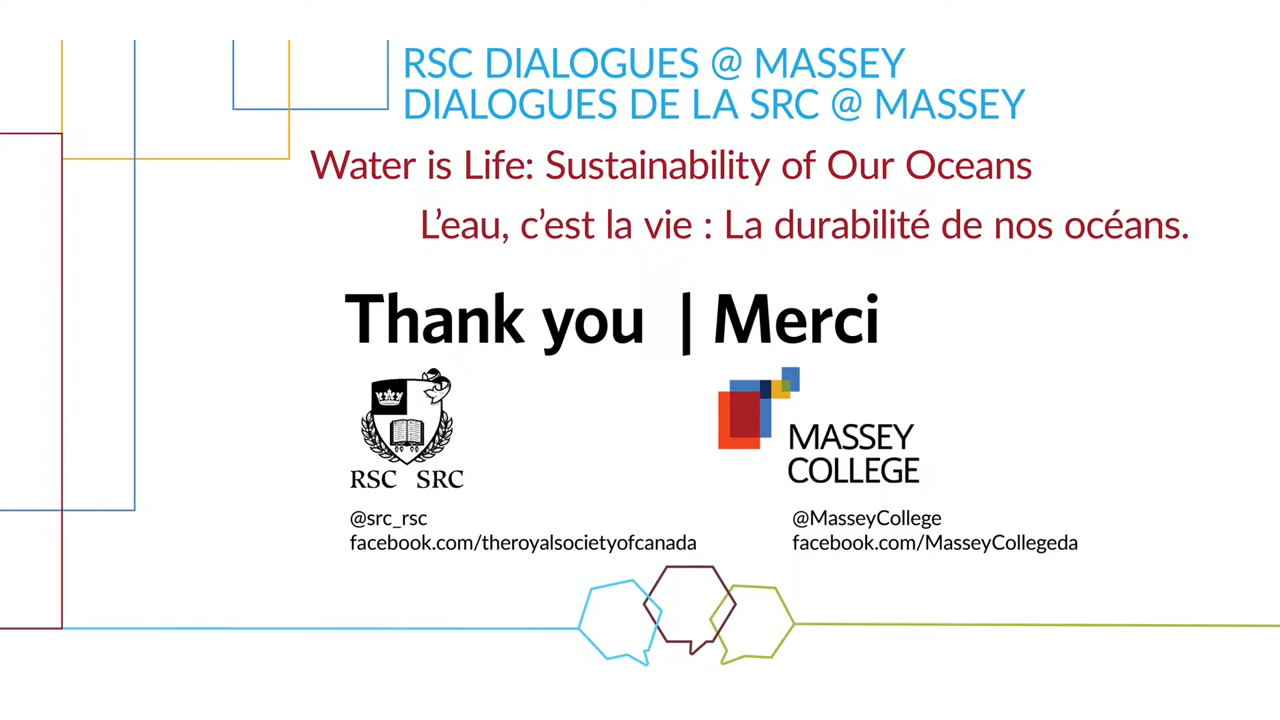 RSC DIALOGUES @ MASSEY
DIALOGUES DE LA SRC @ MASSEY
Water is Life: Sustainability of Our Oceans
L'eau, c'est la vie : La durabilité de nos océans.
Thank you | Merci
RSC SRC
MASSEY
COLLEGE
@src_rsc
facebook.com/theroyalsocietyofcanada
@MasseyCollege
facebook.com/MasseyCollegeda